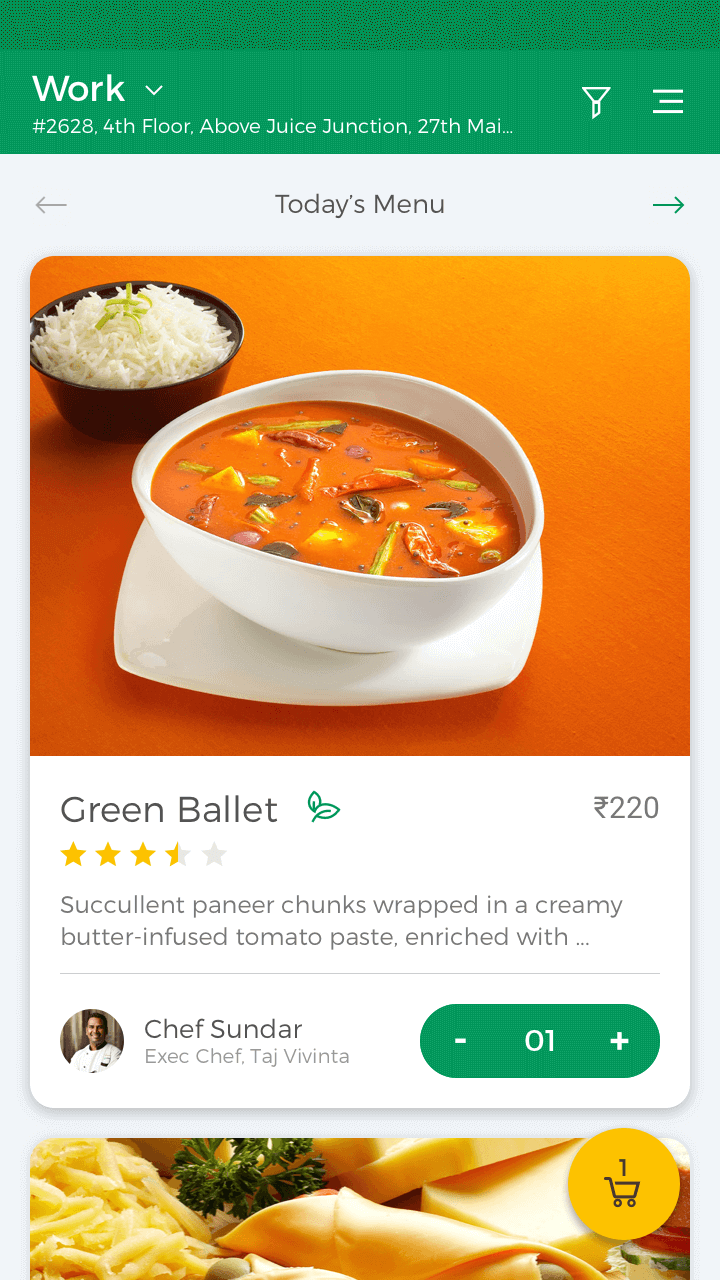 Work
#2628, 4th Floor, Above Juice Junction, 27th Mai...
Today’s Menu
Green Ballet
₹220
Succullent paneer chunks wrapped in a creamy
butter-infused tomato paste, enriched with ...
Chef Sundar
Exec Chef, Taj Vivinta
- 01 +
1